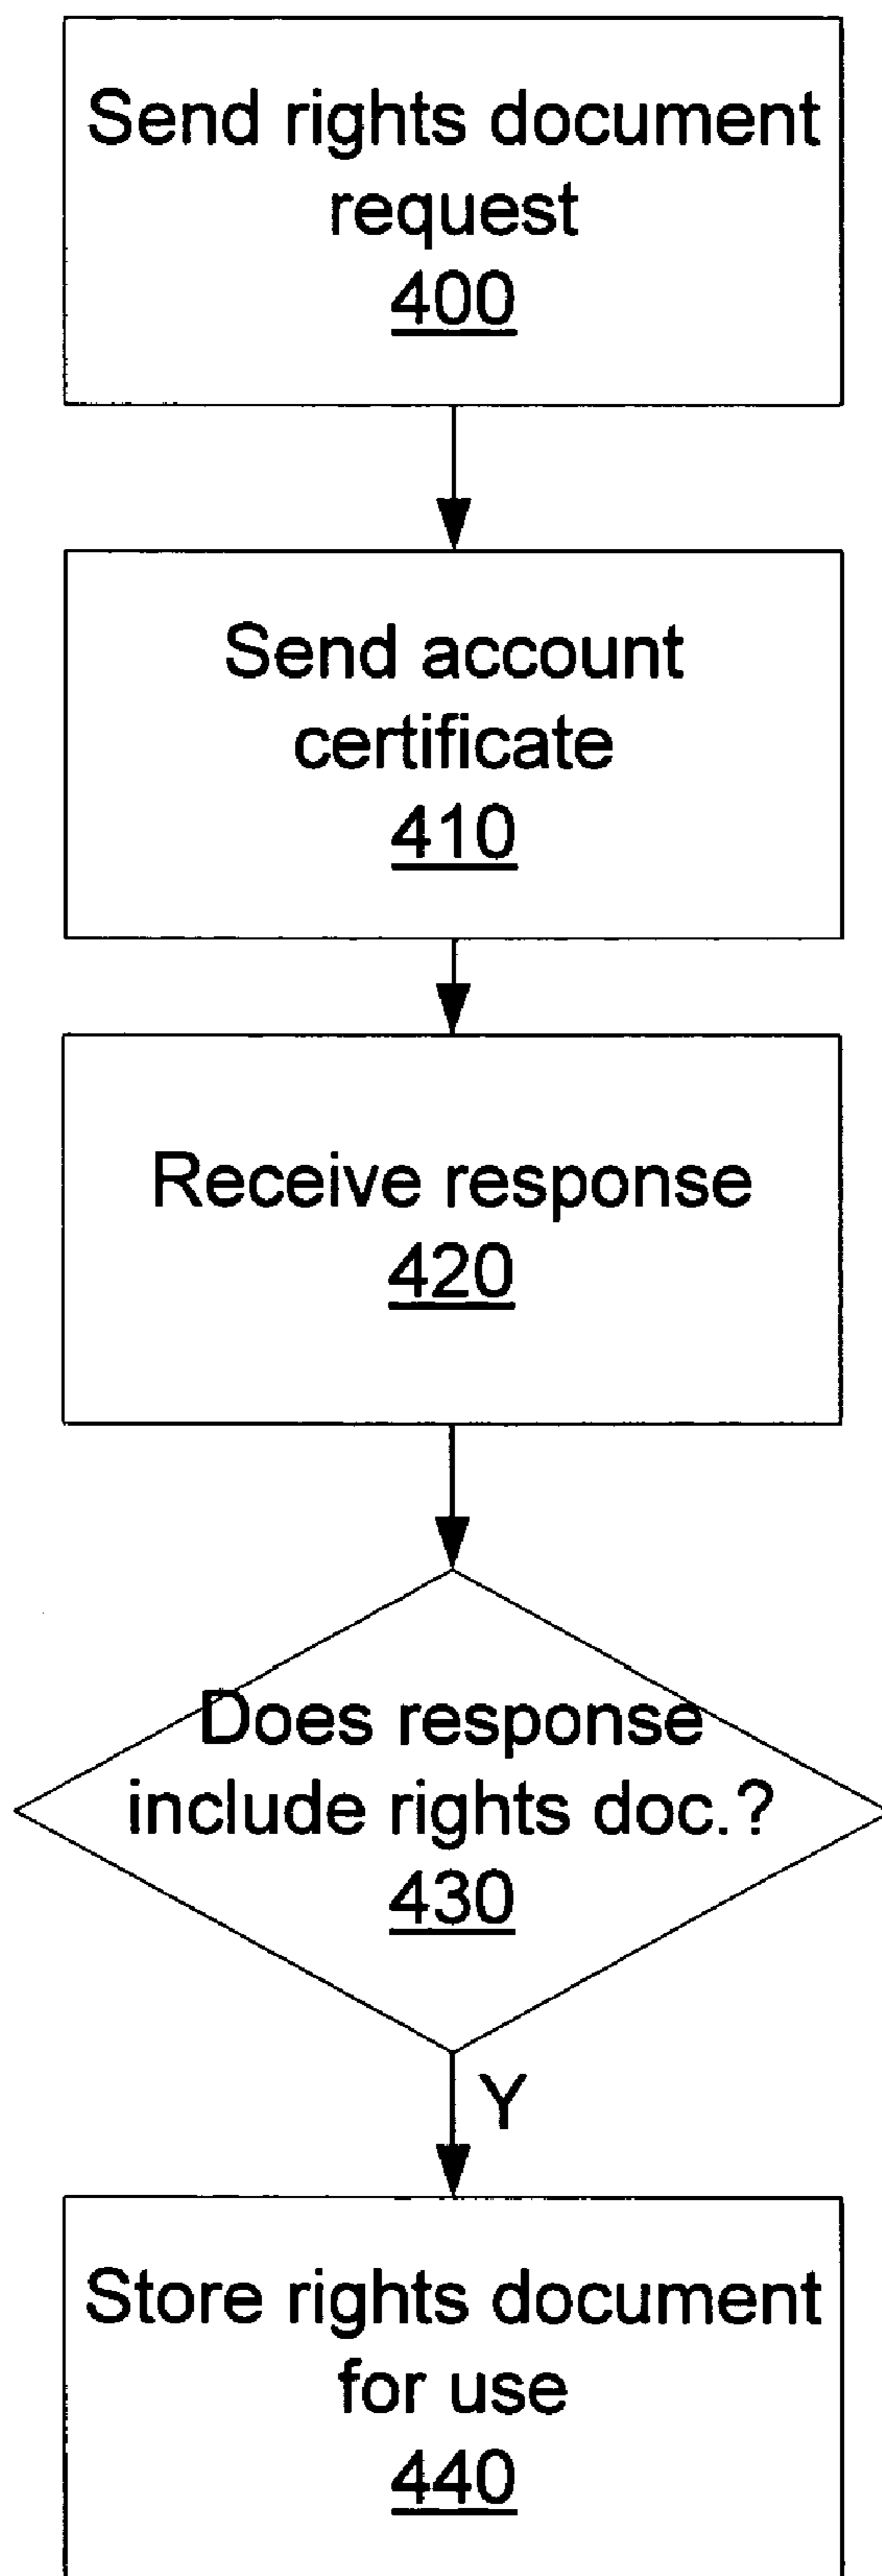 Send rights document
request
400
Send account
certificate
410
Receive response
420
Does response
include rights doc.?
430
Y
Store rights document
for use
440